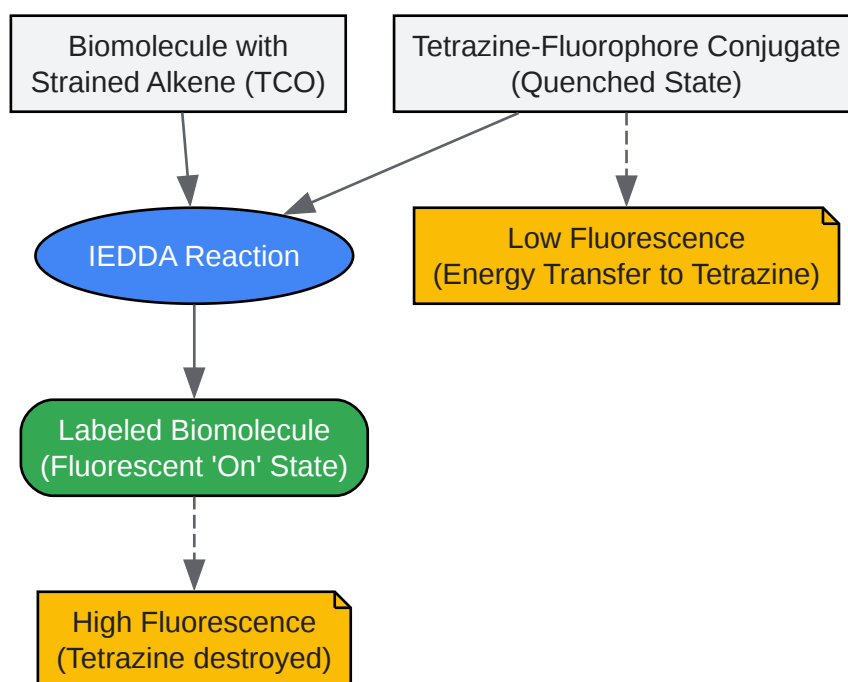 Biomolecule with
Strained Alkene (TCO)
Tetrazine-Fluorophore Conjugate
(Quenched State)
IEDDA Reaction
Low Fluorescence
(Energy Transfer to Tetrazine)
Labeled Biomolecule
(Fluorescent 'On' State)
High Fluorescence
(Tetrazine destroyed)